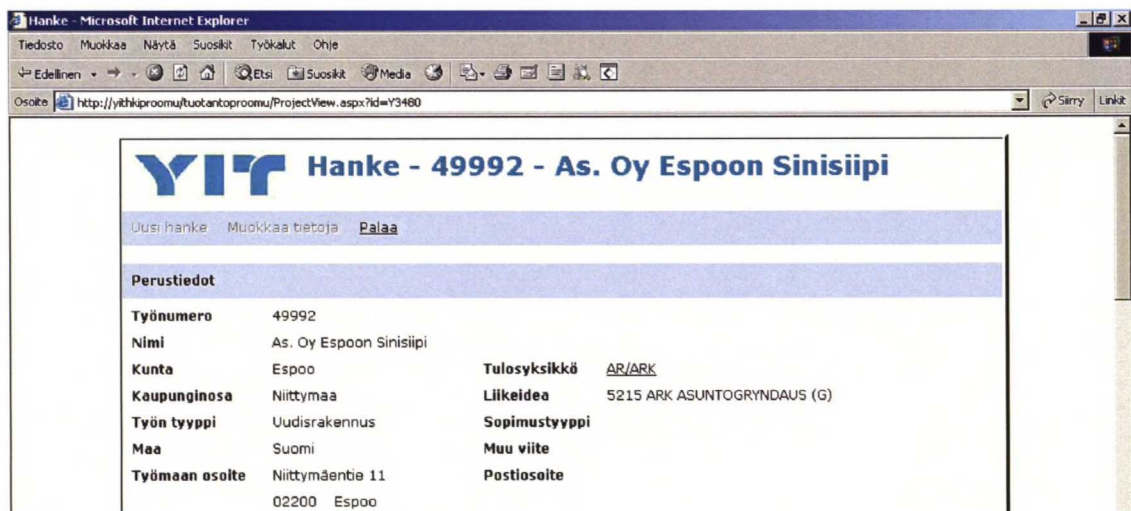 Hanke - Microsoft Internet Explorer
Tiedosto Muokkaa Näytä Suosikit Työkalut Ohje
Edellinen Etsi Suosikit Media
Osoite http://yithkiproomu/tuotantoproomu/ProjectView.aspx?id=Y3480 Siirry Linkit
YIT Hanke - 49992 - As. Oy Espoon Sinisiipi
Uusi hanke Muokkaa tietoja Palaa
Perustiedot
Työnumero 49992
Nimi As. Oy Espoon Sinisiipi
Kunta Espoo Tulosyksikkö AR/ARK
Kaupunginosa Niittymaa Liikeidea 5215 ARK ASUNTOGRYNDAUS (G)
Työn tyyppi Uudisrakennus Sopimustyyppi
Maa Suomi Muu viite
Työmaan osoite Niittymäentie 11 Postiosoite
02200 Espoo